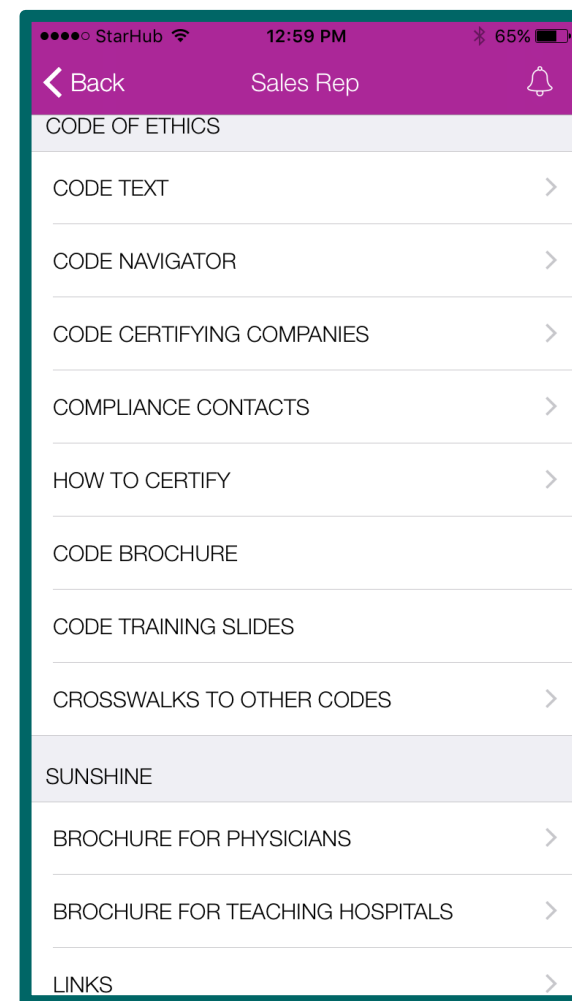 StarHub 12:59 PM 65%
Back Sales Rep
CODE OF ETHICS
CODE TEXT
CODE NAVIGATOR
CODE CERTIFYING COMPANIES
COMPLIANCE CONTACTS
HOW TO CERTIFY
CODE BROCHURE
CODE TRAINING SLIDES
CROSSWALKS TO OTHER CODES
SUNSHINE
BROCHURE FOR PHYSICIANS
BROCHURE FOR TEACHING HOSPITALS
LINKS